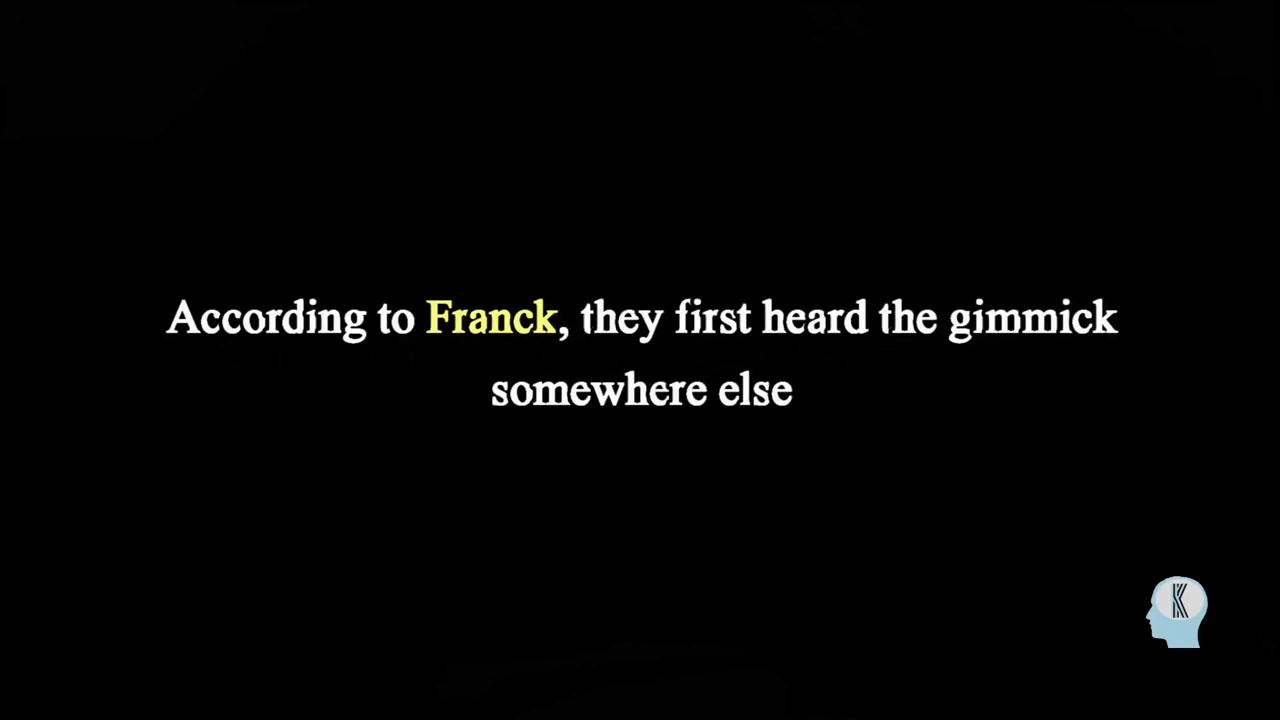 According to Franck, they first heard the gimmick
somewhere else
K